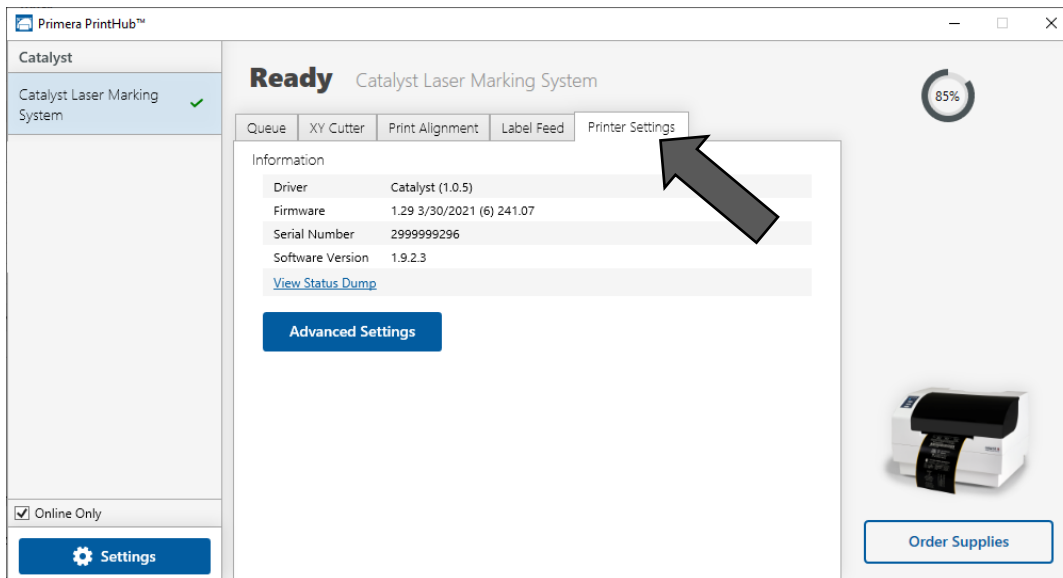 Primera PrintHub™
Catalyst
Catalyst Laser Marking
System
Ready Catalyst Laser Marking System
85%
Queue XY Cutter Print Alignment Label Feed Printer Settings
Information
Driver Catalyst (1.0.5)
Firmware 1.29 3/30/2021 (6) 241.07
Serial Number 2999999296
Software Version 1.9.2.3
View Status Dump
Advanced Settings
Online Only
Settings
Order Supplies